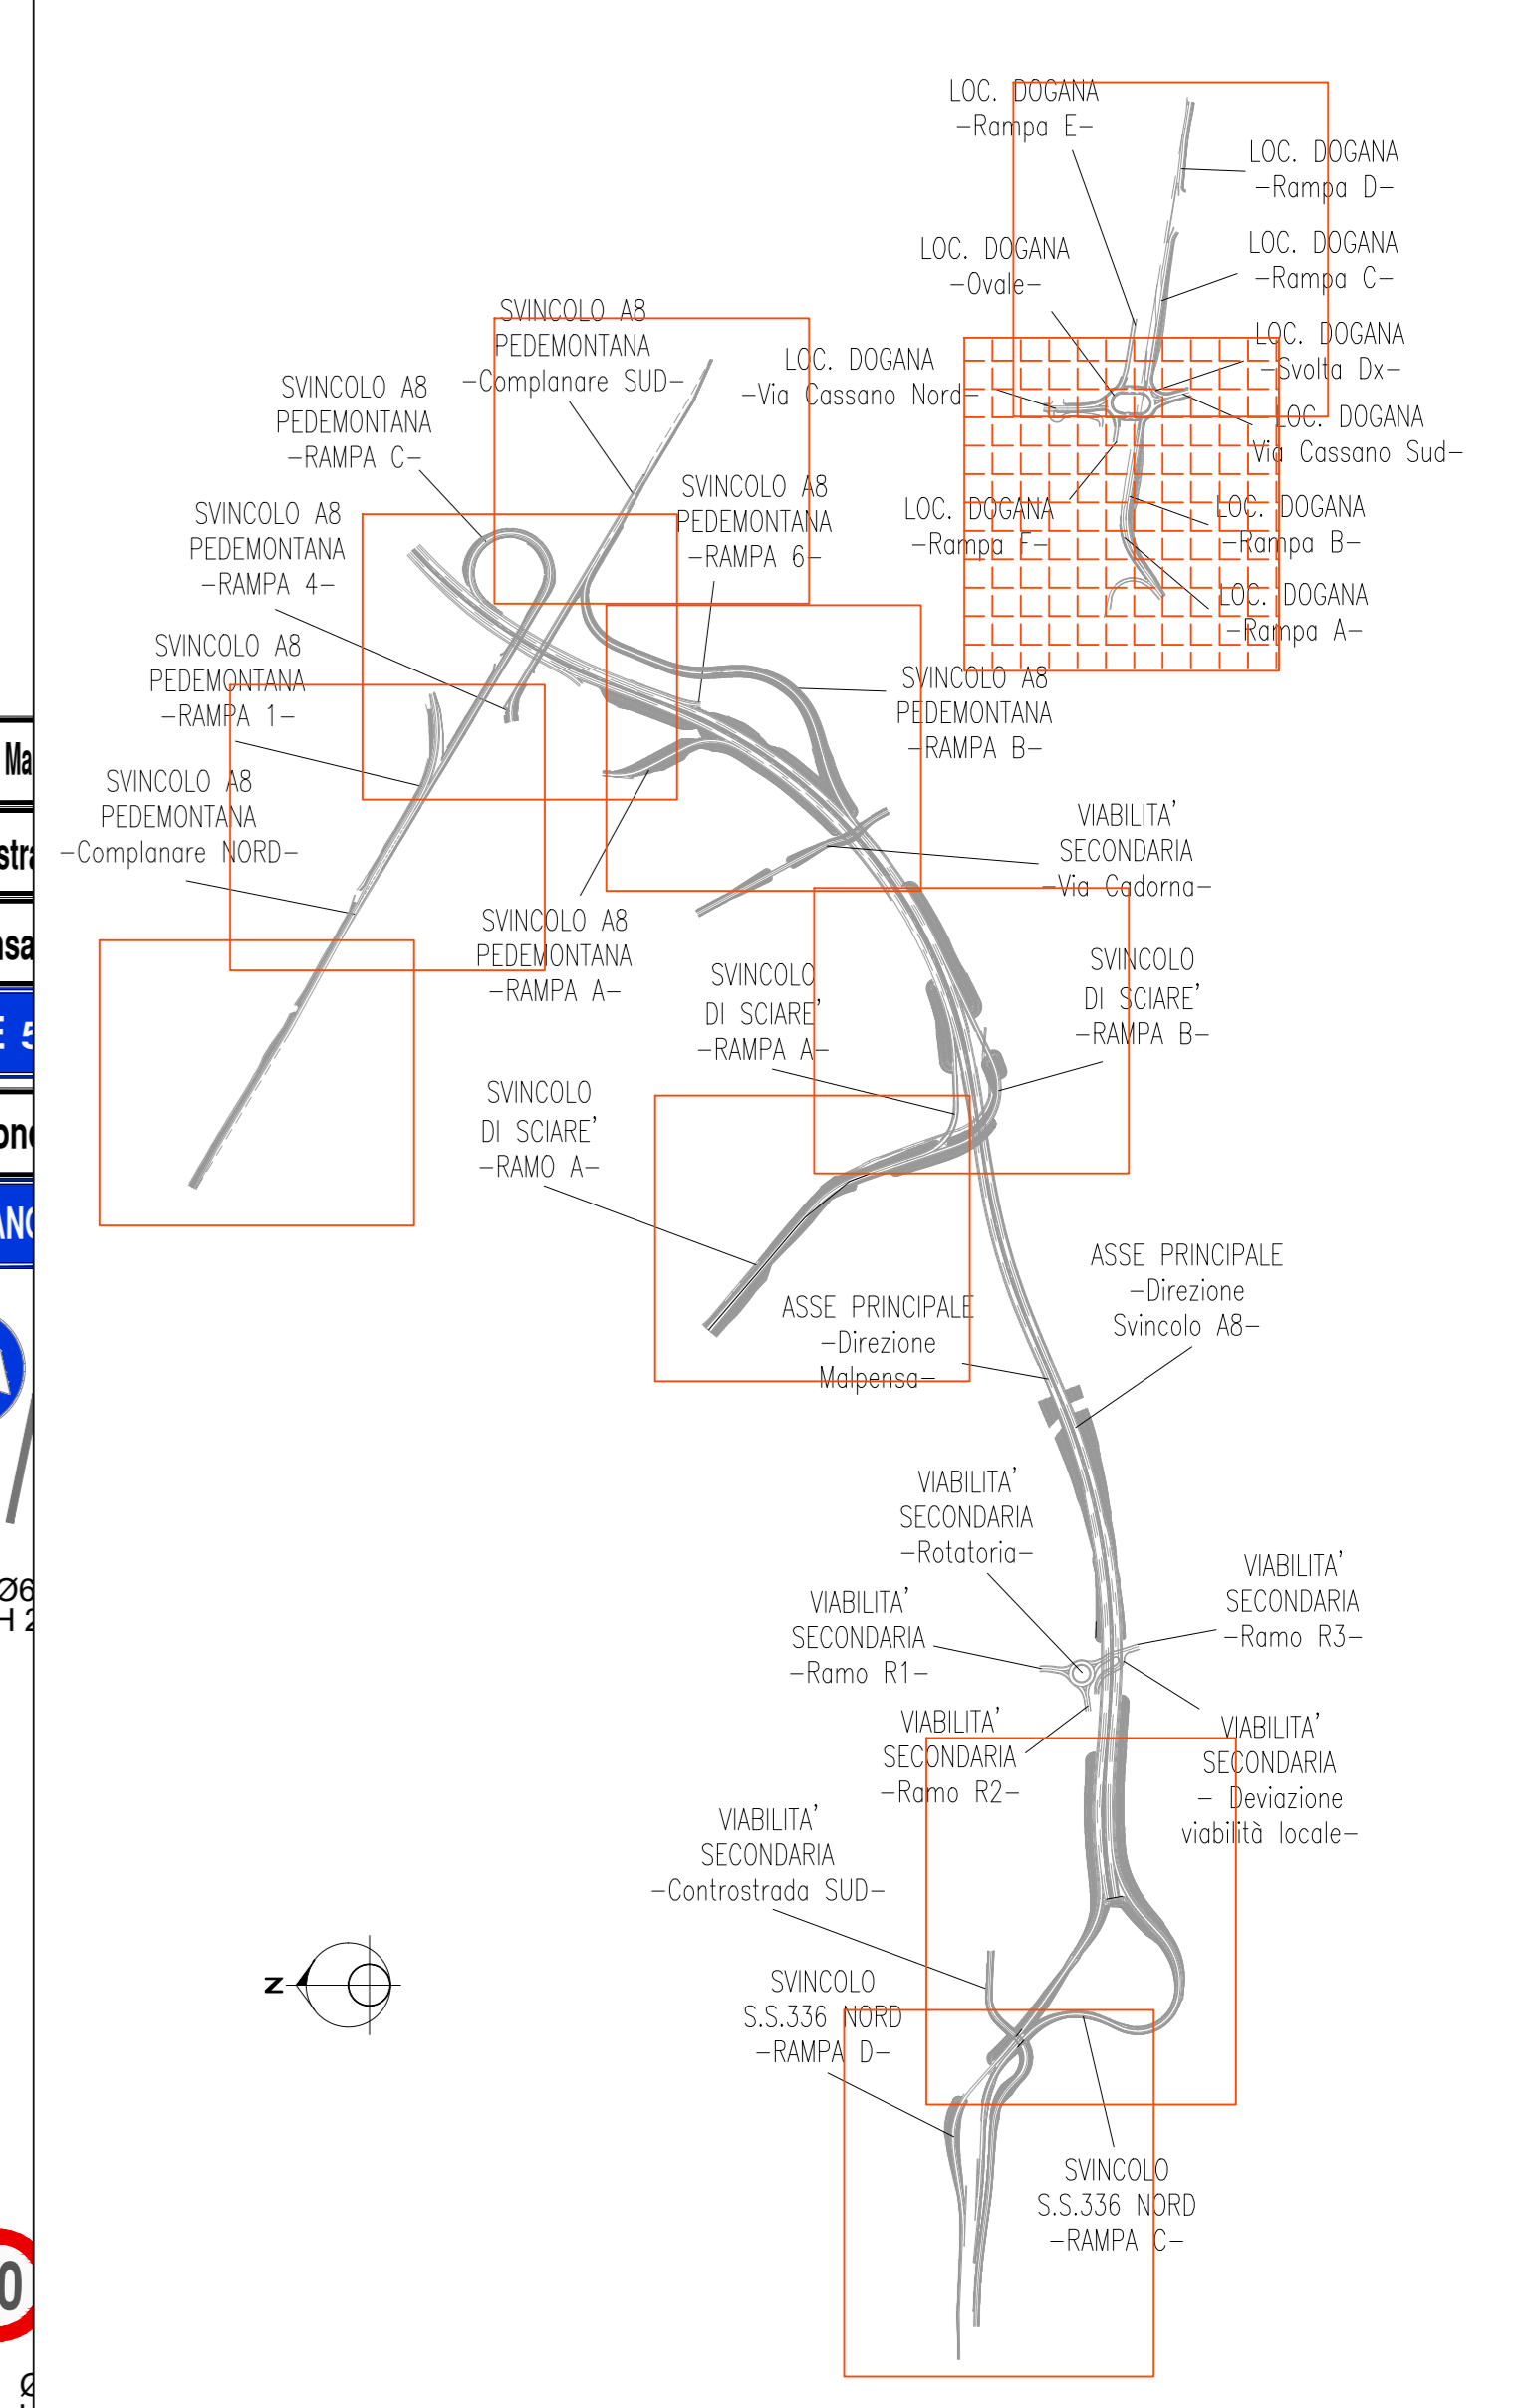 LOC. DOGANA
-Rampa E-
LOC. DOGANA
-Rampa D-
LOC. DOGANA
-Ovale-
LOC. DOGANA
-Rampa C-
SVINCOLO A8
PEDEMONTANA
-Complanare SUD-
LOC. DOGANA
-Svolta Dx-
LOC. DOGANA
-Via Cassano Nord-
SVINCOLO A8
PEDEMONTANA
-RAMPA C-
LOC. DOGANA
Via Cassano Sud-
SVINCOLO A8
PEDEMONTANA
-RAMPA 6-
LOC. DOGANA
-Rampa F-
LOC. DOGANA
-Rampa B-
SVINCOLO A8
PEDEMONTANA
-RAMPA 4-
LOC. DOGANA
-Rampa A-
SVINCOLO A8
PEDEMONTANA
-RAMPA 1-
SVINCOLO A8
PEDEMONTANA
-RAMPA B-
SVINCOLO A8
PEDEMONTANA
-Complanare NORD-
VIABILITA'
SECONDARIA
-Via Cadorna-
SVINCOLO A8
PEDEMONTANA
-RAMPA A-
SVINCOLO
DI SCIARE'
-RAMPA A-
SVINCOLO
DI SCIARE'
-RAMPA B-
SVINCOLO
DI SCIARE'
-RAMO A-
ASSE PRINCIPALE
-Direzione
Svincolo A8-
ASSE PRINCIPALE
-Direzione
Malpensa-
VIABILITA'
SECONDARIA
-Rotatoria-
VIABILITA'
SECONDARIA
-Ramo R3-
VIABILITA'
SECONDARIA
-Ramo R1-
VIABILITA'
SECONDARIA
-Ramo R2-
VIABILITA'
SECONDARIA
- Deviazione
viabilità locale-
VIABILITA'
SECONDARIA
-Controstrada SUD-
SVINCOLO
S.S.336 NORD
-RAMPA D-
SVINCOLO
S.S.336 NORD
-RAMPA C-
N
Ma